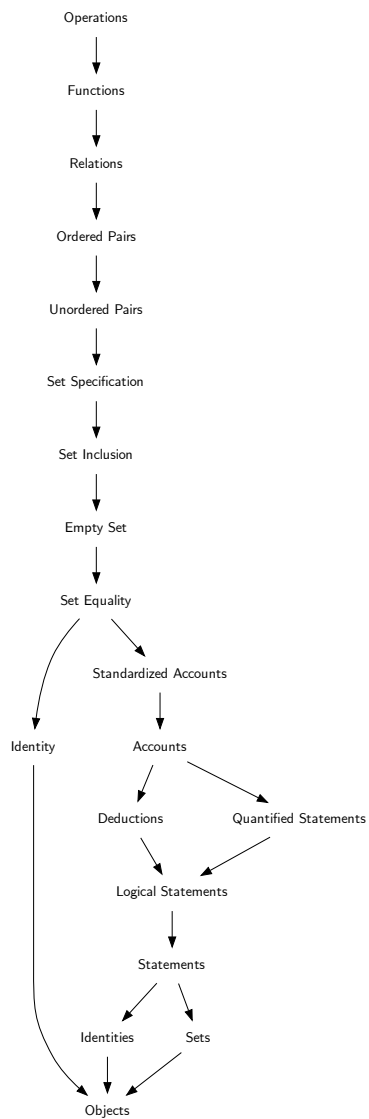 Operations
Functions
Relations
Ordered Pairs
Unordered Pairs
Set Specification
Set Inclusion
Empty Set
Set Equality
Standardized Accounts
Identity
Accounts
Deductions
Quantified Statements
Logical Statements
Statements
Identities
Sets
Objects